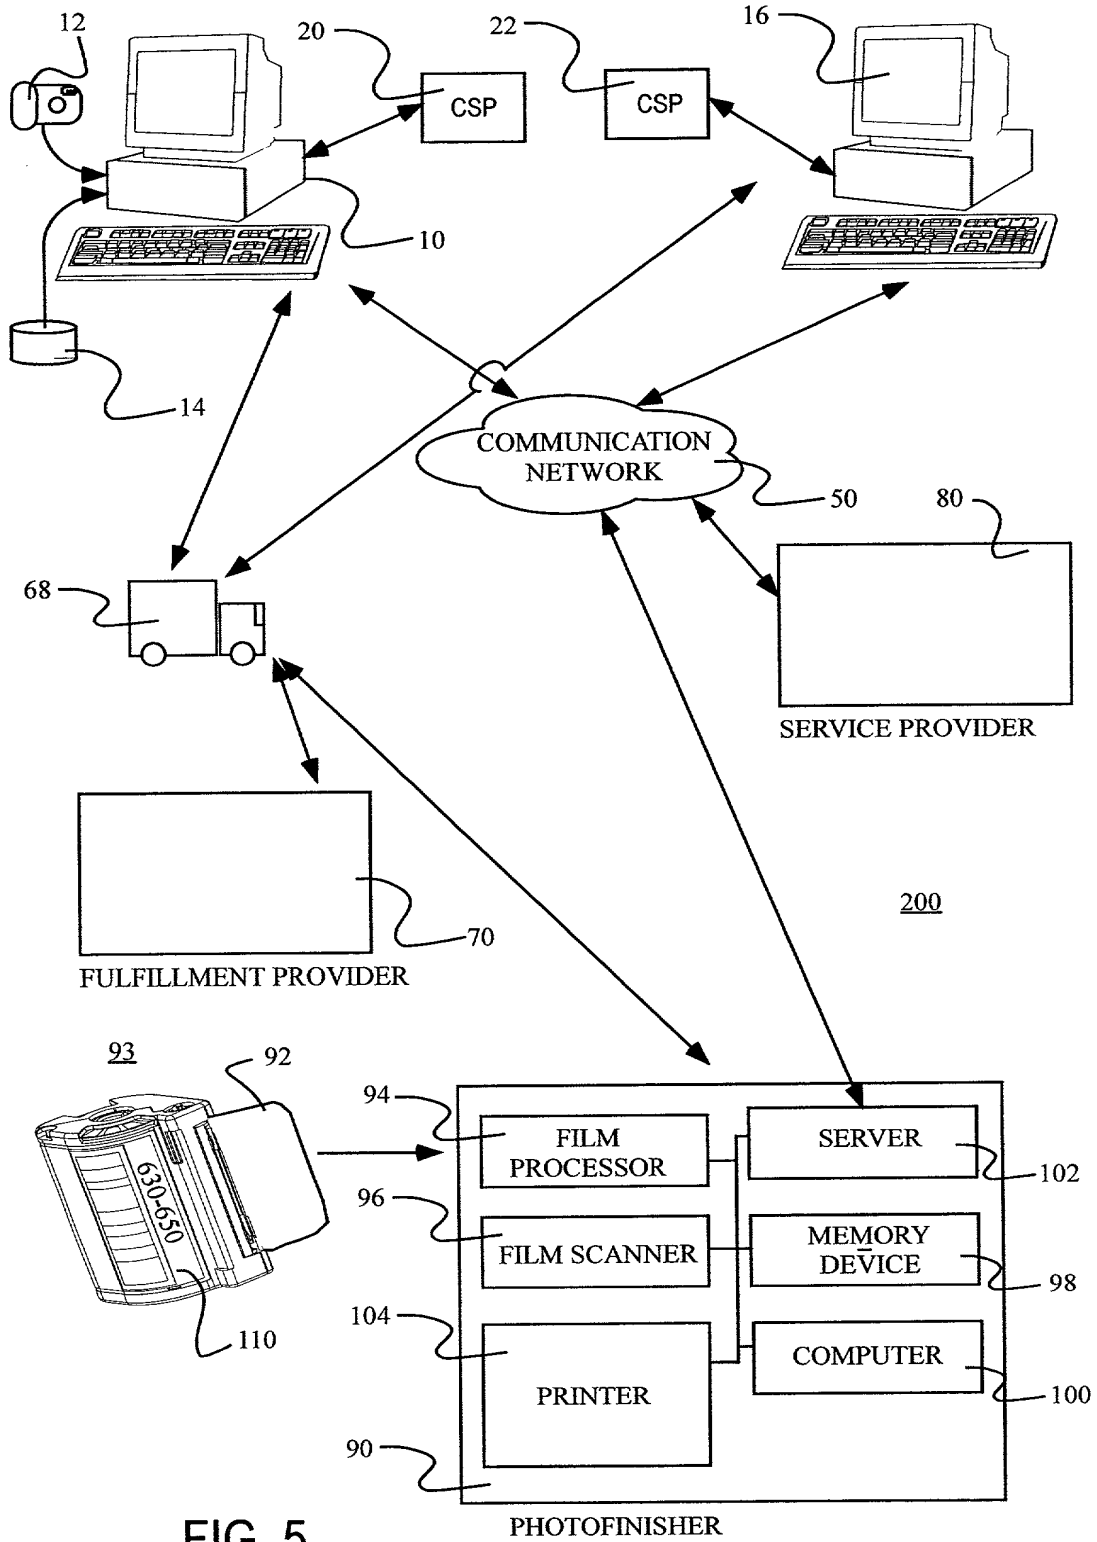 12
20
22
16
CSP
CSP
10
14
COMMUNICATION
NETWORK
50
80
68
SERVICE PROVIDER
200
70
FULFILLMENT PROVIDER
93
92
94
FILM
PROCESSOR
SERVER
102
630-650
96
FILM SCANNER
MEMORY
DEVICE
98
110
104
PRINTER
COMPUTER
100
90
PHOTOFINISHER
FIG. 5